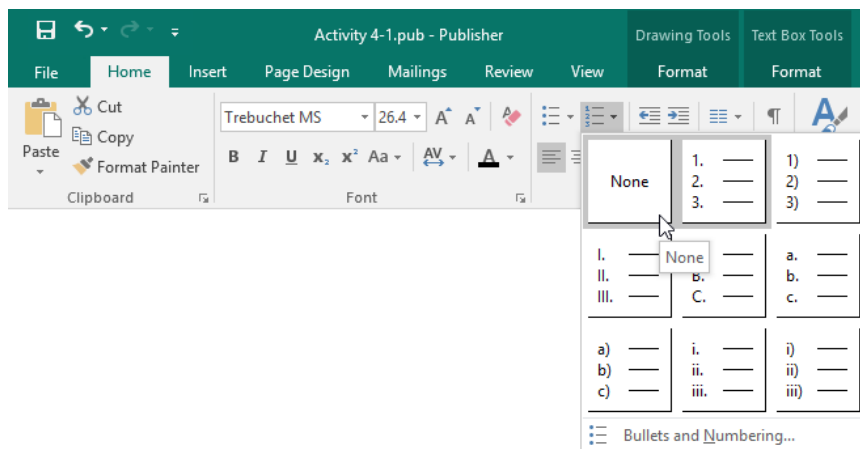 Activity 4-1.pub - Publisher
Drawing Tools
Text Box Tools
File
Home
Insert
Page Design
Mailings
Review
View
Format
Format
Paste
Cut
Copy
Format Painter
Clipboard
Trebuchet MS
26.4
A A
B I U x₂ x² Aa AV A
Font
A
None
1.
2.
3.
1)
2)
3)
I.
II.
III.
None
B.
C.
a.
b.
c.
a)
b)
c)
i.
ii.
iii.
i)
ii)
iii)
Bullets and Numbering...